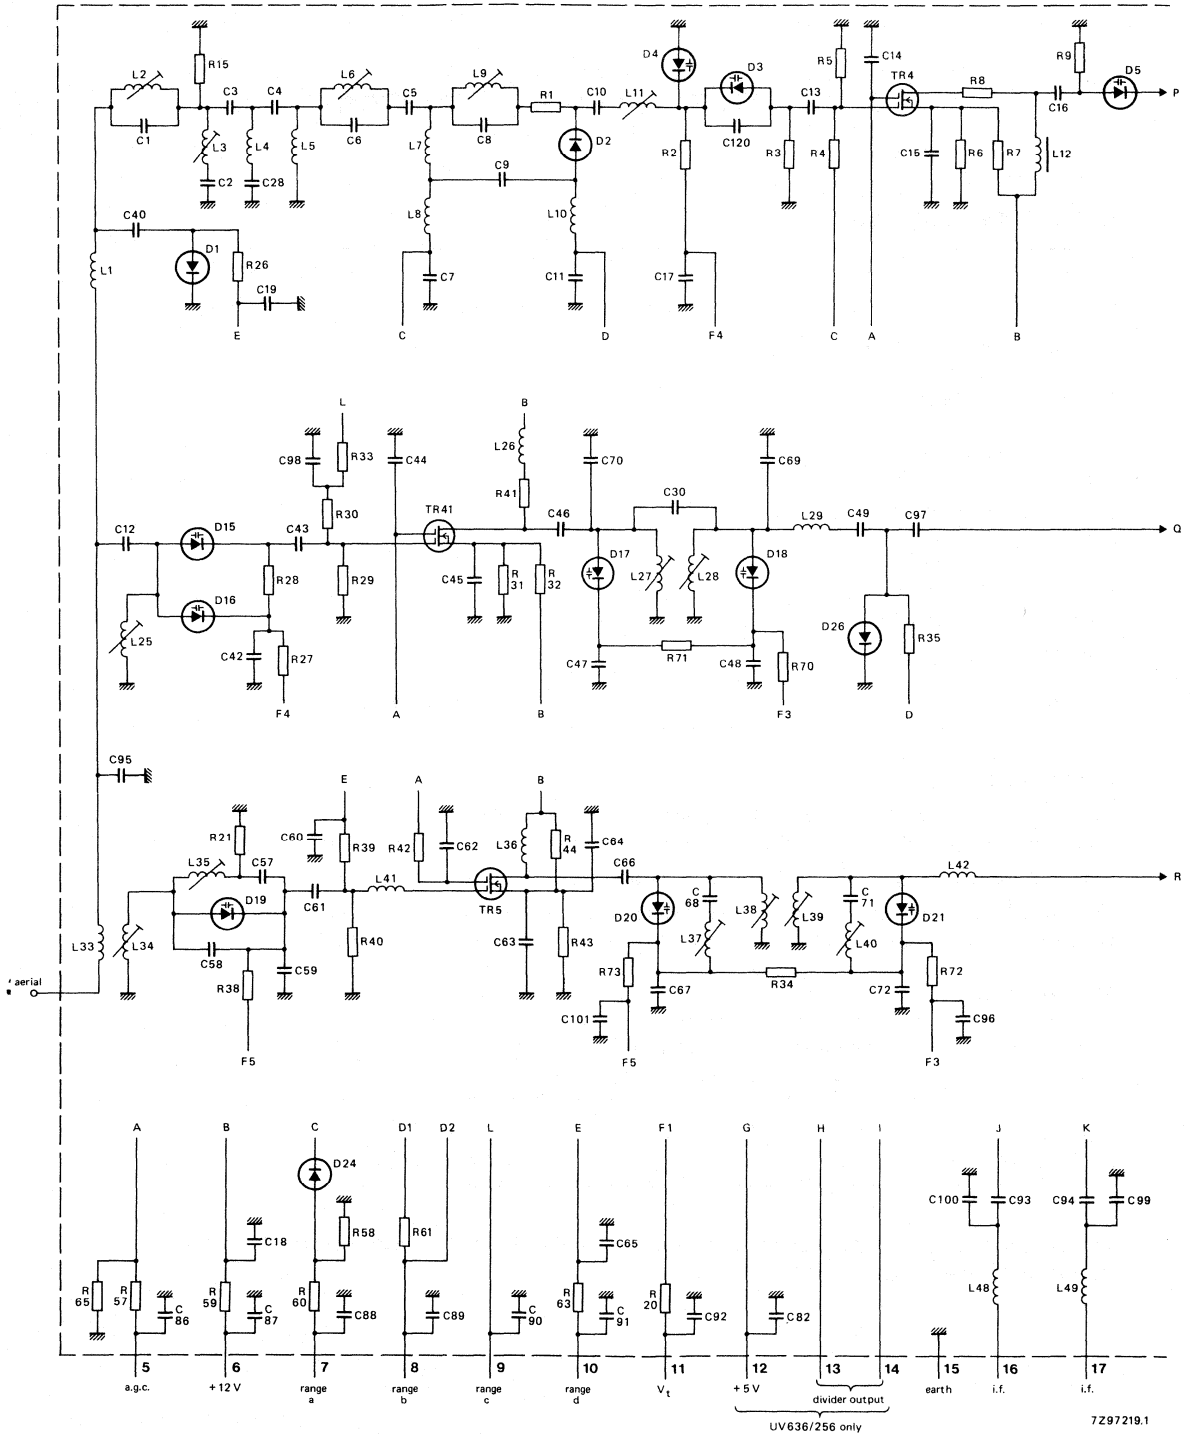 R15
L2
C1
C3
C4
L3
L4
L5
C2
C28
L6
C6
C5
L7
L9
C8
R1
C10
L11
D2
C9
L8
L10
C7
C11
D4
D3
C120
R2
R3
C13
R5
R4
C14
TR4
R8
C16
R9
D5
P
C15
R6
R7
L12
C17
C40
D1
L1
R26
C19
E
C
D
F4
C
A
B
L
B
C98
R33
C44
L26
R41
C70
C69
R30
TR41
C46
C30
L29
C49
C97
Q
C12
D15
C43
R28
R29
D16
L25
C42
R27
C45
R
31
R
32
D17
L27
L28
D18
R71
C47
C48
R70
D26
R35
F4
A
B
F3
D
C95
E
A
B
R21
C60
R39
R42
C62
L36
R
44
C64
L35
C57
L41
TR5
C66
L42
R
D19
C61
C58
R38
C59
R40
C63
R43
D20
C
68
L38
L39
C
71
D21
L37
L40
L33
L34
aerial
R73
C67
R34
C72
R72
C101
C96
F5
F5
F3
A
B
C
D1
D2
L
E
F1
G
H
I
J
K
D24
R58
C18
R61
C65
C100
C93
C94
C99
R
65
R
57
C
86
R
59
C
87
R
60
C88
C89
C
90
R
63
C
91
R
20
C92
C82
L48
L49
5
6
7
8
9
10
11
12
13
14
15
16
17
a.g.c.
+12 V
range
a
range
b
range
c
range
d
Vt
+5 V
divider output
earth
i.f.
i.f.
UV636/256 only
7Z97219.1